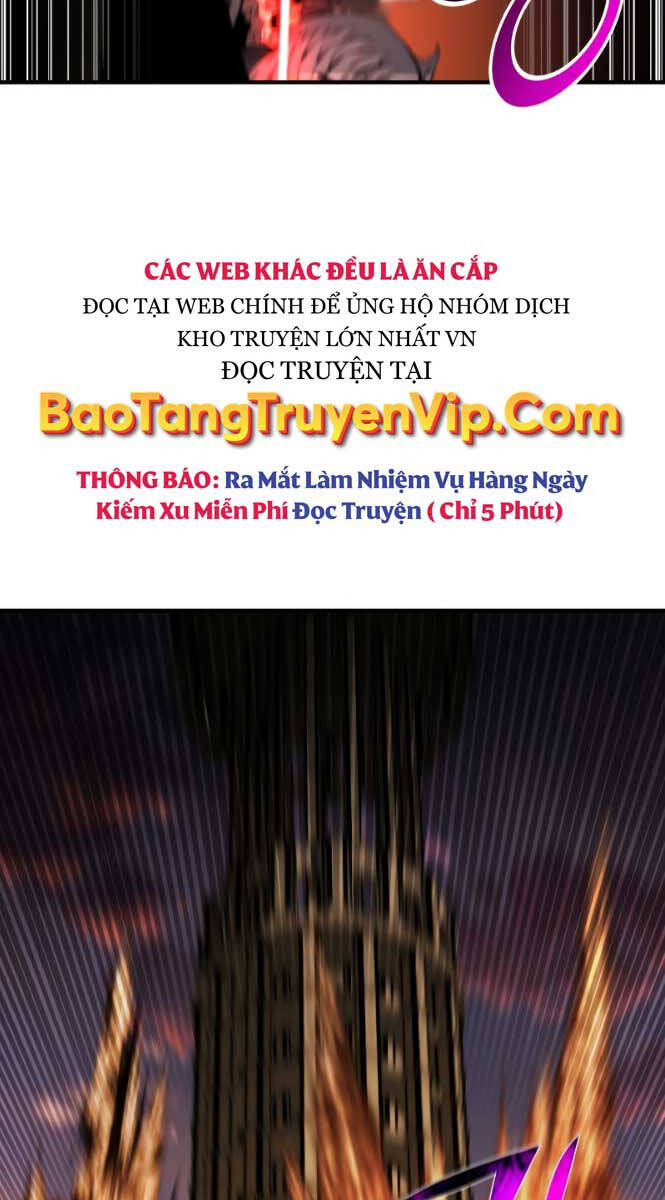 CÁC WEB KHÁC ĐỀU LÀ ĂN CẮP
ĐỌC TẠI WEB CHÍNH ĐỂ ỦNG HỘ NHÓM DỊCH
KHO TRUYỆN LỚN NHẤT VN
ĐỌC TRUYỆN TẠI
BaoTangTruyenVip.Com
THÔNG BÁO: Ra Mắt Làm Nhiệm Vụ Hàng Ngày
Kiếm Xu Miễn Phí Đọc Truyện ( Chỉ 5 Phút)